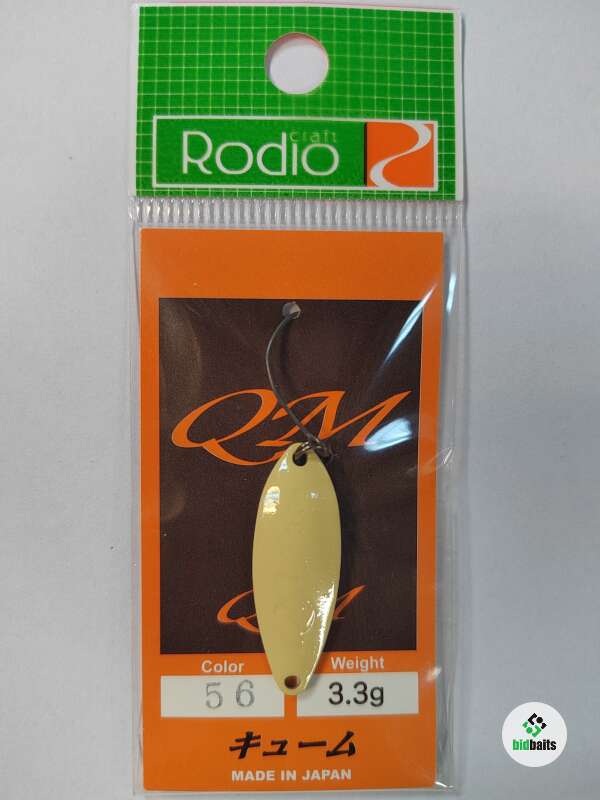 craft
Rodio
QM
QM
Color Weight
56 3.3g
キューム
MADE IN JAPAN
bidbaits